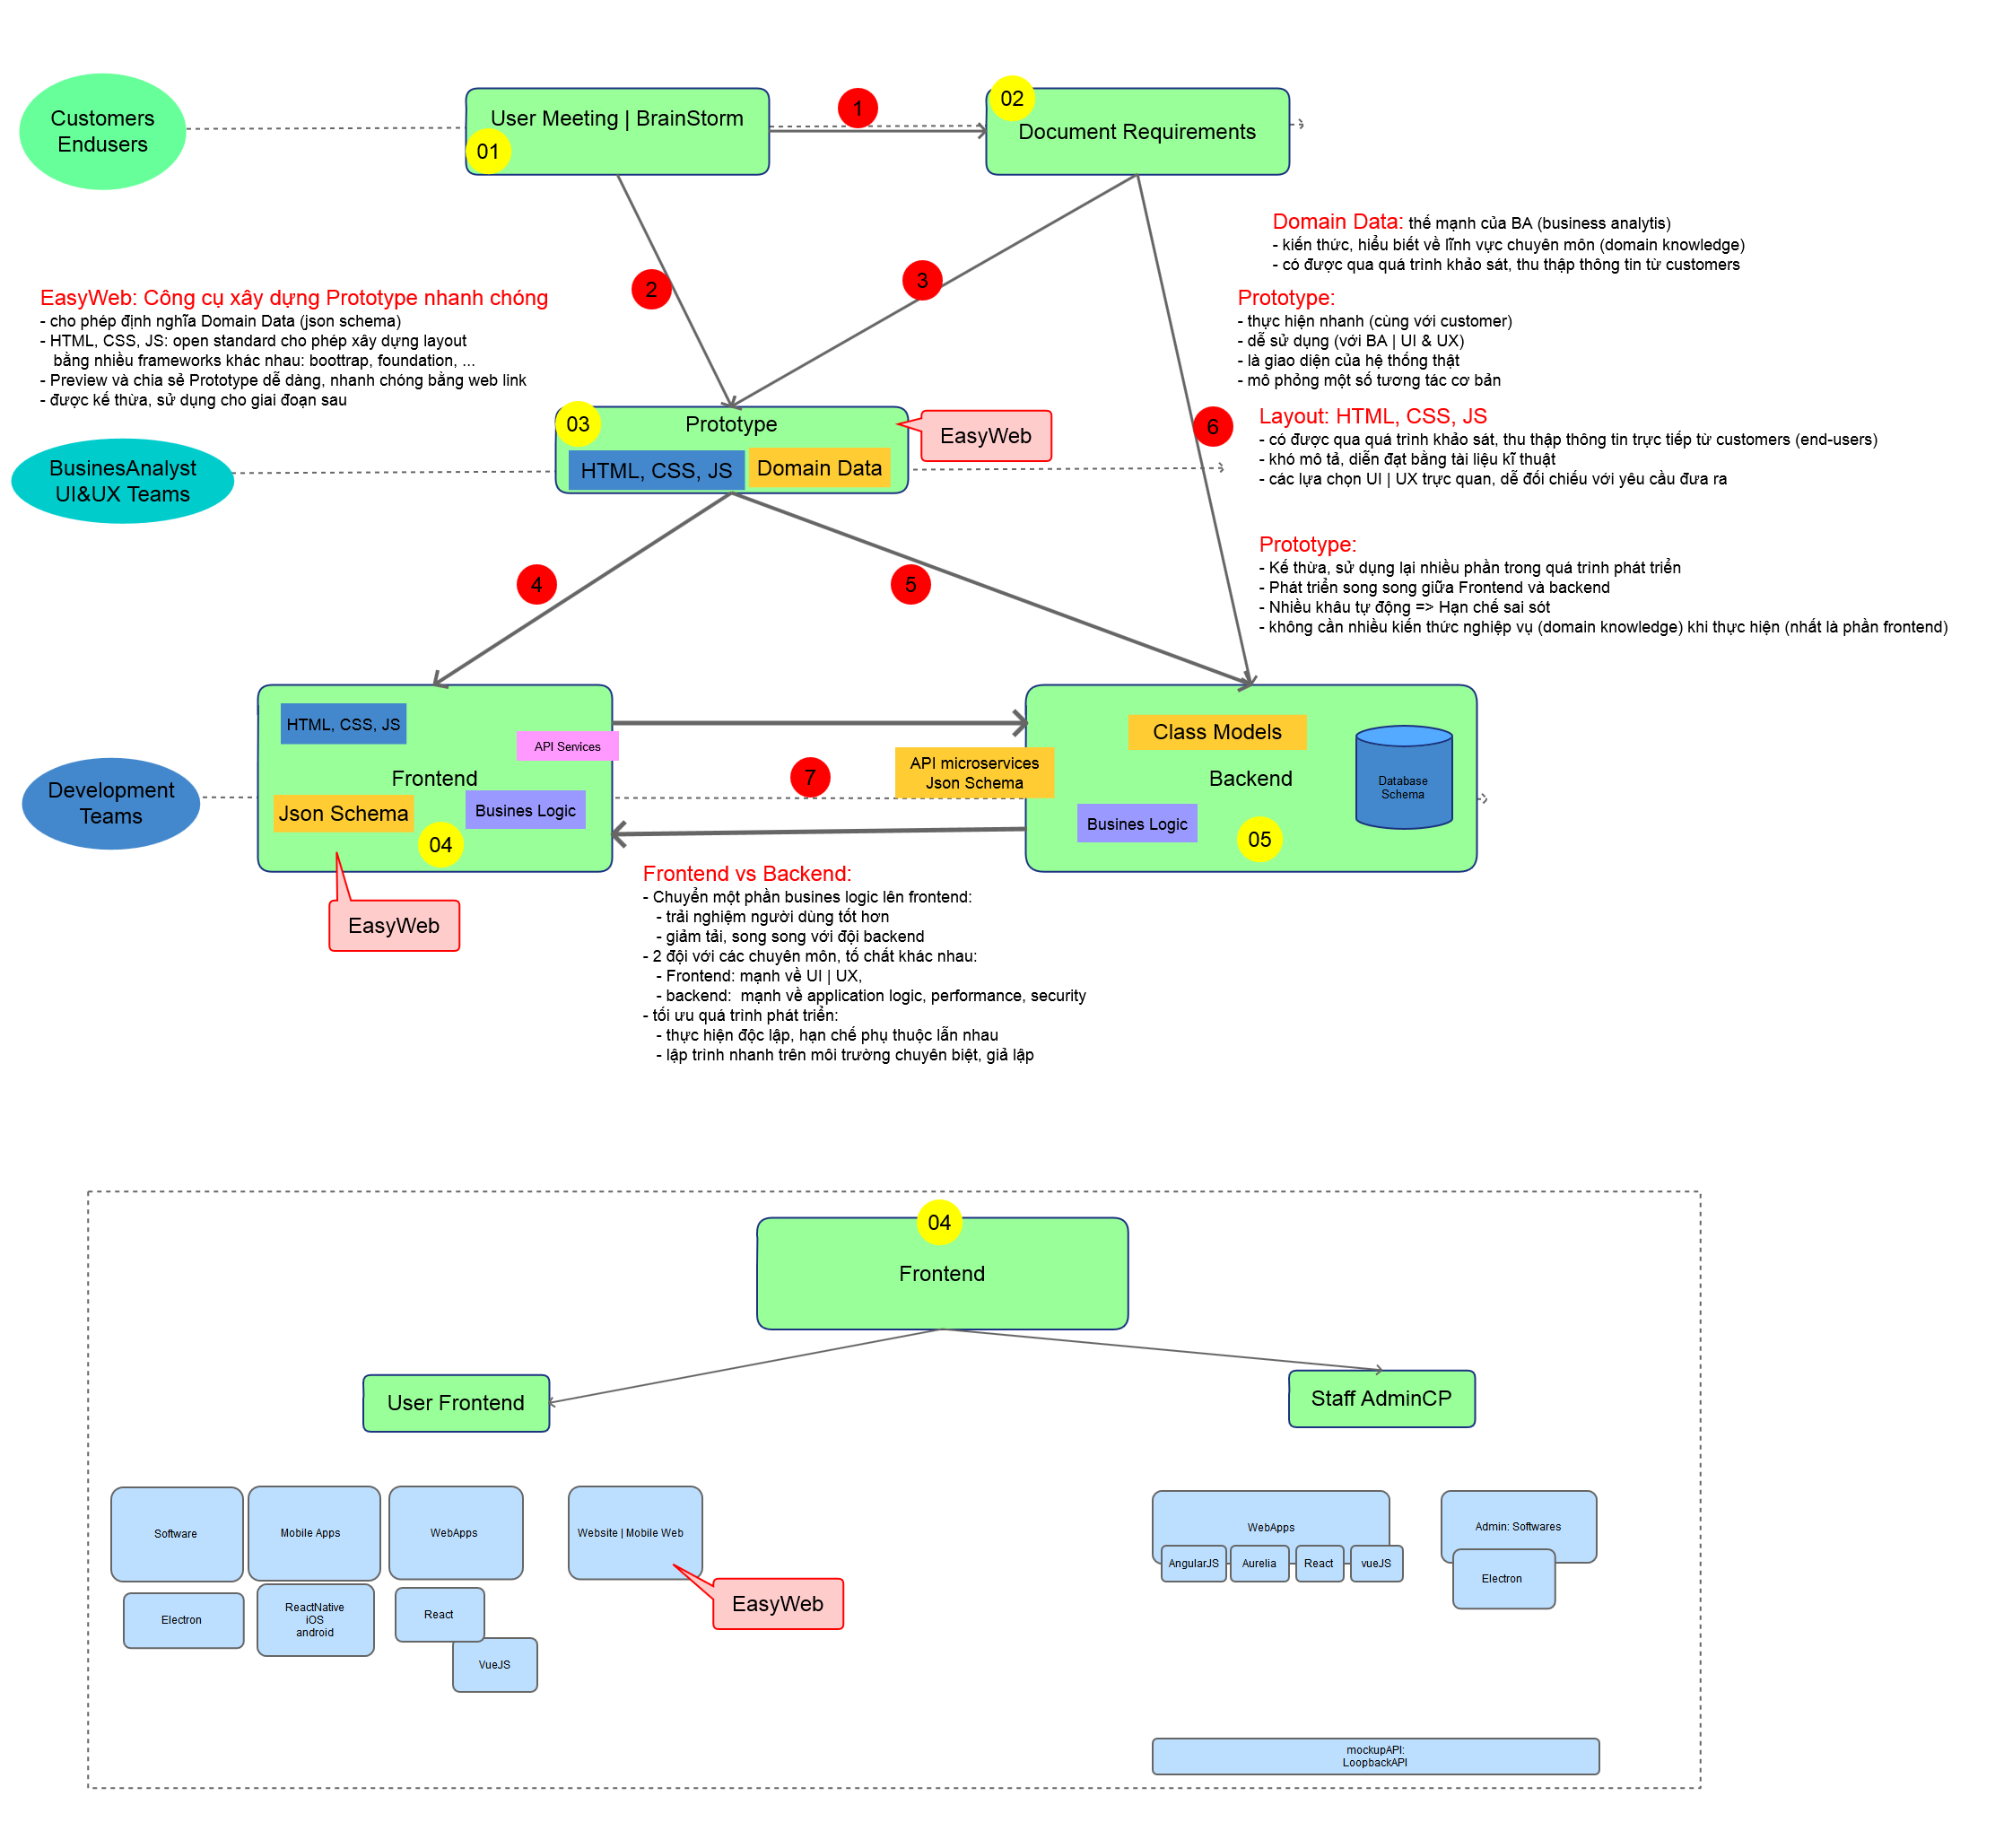 Customers
Endusers
User Meeting | BrainStorm
01
1
02
Document Requirements
Domain Data: thế mạnh của BA (business analytis)
- kiến thức, hiểu biết về lĩnh vực chuyên môn (domain knowledge)
- có được qua quá trình khảo sát, thu thập thông tin từ customers
2
3
EasyWeb: Công cụ xây dựng Prototype nhanh chóng
- cho phép định nghĩa Domain Data (json schema)
- HTML, CSS, JS: open standard cho phép xây dựng layout
bằng nhiều frameworks khác nhau: boottrap, foundation, ...
- Preview và chia sẻ Prototype dễ dàng, nhanh chóng bằng web link
- được kế thừa, sử dụng cho giai đoạn sau
Prototype:
- thực hiện nhanh (cùng với customer)
- dễ sử dụng (với BA | UI & UX)
- là giao diện của hệ thống thật
- mô phỏng một số tương tác cơ bản
BusinesAnalyst
UI&UX Teams
03
Prototype
HTML, CSS, JS
Domain Data
EasyWeb
6
Layout: HTML, CSS, JS
- có được qua quá trình khảo sát, thu thập thông tin trực tiếp từ customers (end-users)
- khó mô tả, diễn đạt bằng tài liệu kĩ thuật
- các lựa chọn UI | UX trực quan, dễ đối chiếu với yêu cầu đưa ra
4
5
Prototype:
- Kế thừa, sử dụng lại nhiều phần trong quá trình phát triển
- Phát triển song song giữa Frontend và backend
- Nhiều khâu tự động => Hạn chế sai sót
- không cần nhiều kiến thức nghiệp vụ (domain knowledge) khi thực hiện (nhất là phần frontend)
Development
Teams
HTML, CSS, JS
API Services
Frontend
Json Schema
Busines Logic
04
EasyWeb
7
API microservices
Json Schema
Class Models
Backend
Busines Logic
05
Database
Schema
Frontend vs Backend:
- Chuyển một phần busines logic lên frontend:
- trải nghiệm người dùng tốt hơn
- giảm tải, song song với đội backend
- 2 đội với các chuyên môn, tố chất khác nhau:
- Frontend: mạnh về UI | UX,
- backend:  mạnh về application logic, performance, security
- tối ưu quá trình phát triển:
- thực hiện độc lập, hạn chế phụ thuộc lẫn nhau
- lập trình nhanh trên môi trường chuyên biệt, giả lập
04
Frontend
User Frontend
Staff AdminCP
Software
Mobile Apps
WebApps
Website | Mobile Web
EasyWeb
Electron
ReactNative
iOS
android
React
VueJS
WebApps
AngularJS
Aurelia
React
vueJS
Admin: Softwares
Electron
mockupAPI:
LoopbackAPI